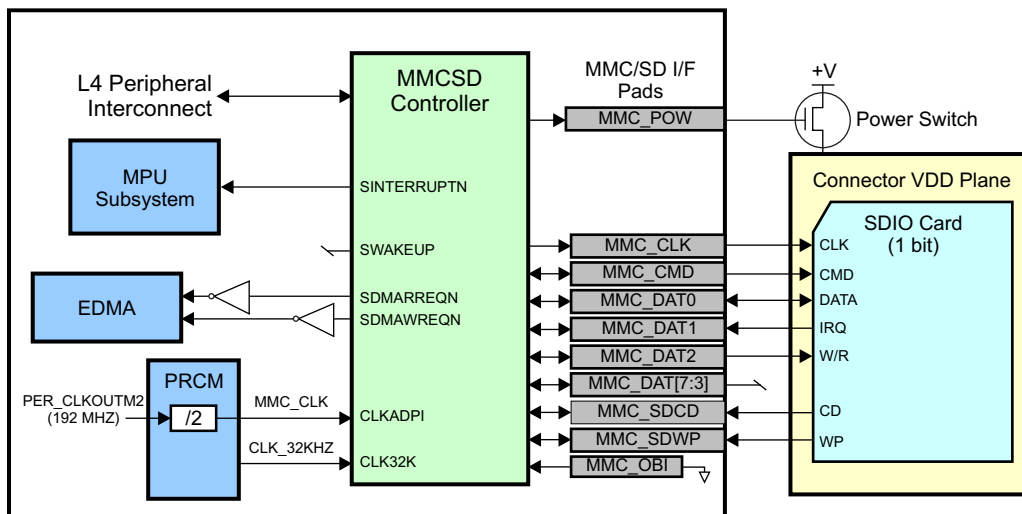 L4 Peripheral
Interconnect
MPU
Subsystem
EDMA
PRCM
PER_CLKOUTM2
(192 MHZ)
/2
MMC_CLK
CLK_32KHZ
MMCSD
Controller
SINTERRUPTN
SWAKEUP
SDMARREQN
SDMAWREQN
CLKADPI
CLK32K
MMC/SD I/F
Pads
MMC_POW
MMC_CLK
MMC_CMD
MMC_DAT0
MMC_DAT1
MMC_DAT2
MMC_DAT[7:3]
MMC_SDCD
MMC_SDWP
MMC_OBI
+V
Power Switch
Connector VDD Plane
SDIO Card
(1 bit)
CLK
CMD
DATA
IRQ
W/R
CD
WP